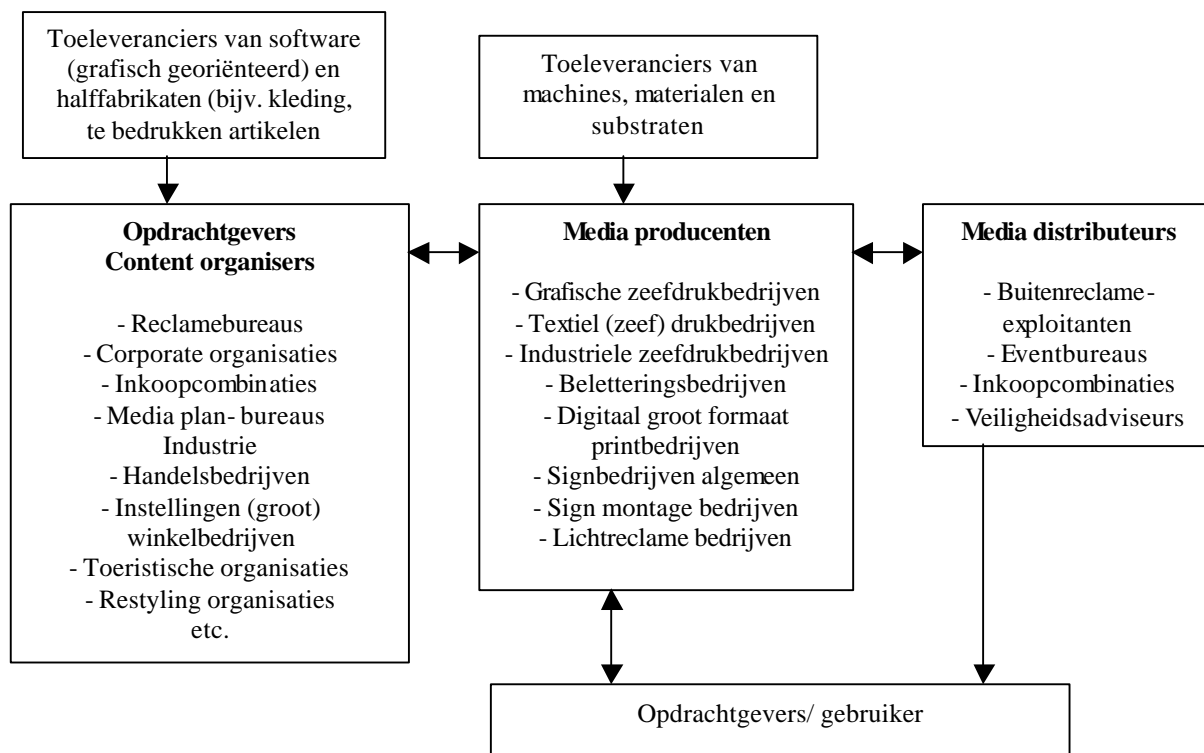 Toeleveranciers van software
(grafisch georiënteerd) en
halffabrikaten (bijv. kleding,
te bedrukken artikelen
Toeleveranciers van
machines, materialen en
substraten
Opdrachtgevers
Content organisers
- Reclamebureaus
- Corporate organisaties
- Inkoopcombinaties
- Media plan- bureaus
Industrie
- Handelsbedrijven
- Instellingen (groot)
winkelbedrijven
- Toeristische organisaties
- Restyling organisaties
etc.
Media producenten
- Grafische zeefdrukbedrijven
- Textiel (zeef) drukbedrijven
- Industriele zeefdrukbedrijven
- Beletteringsbedrijven
- Digitaal groot formaat
printbedrijven
- Signbedrijven algemeen
- Sign montage bedrijven
- Lichtreclame bedrijven
Media distributeurs
- Buitenreclame-
exploitanten
- Eventbureaus
- Inkoopcombinaties
- Veiligheidsadviseurs
Opdrachtgevers/ gebruiker